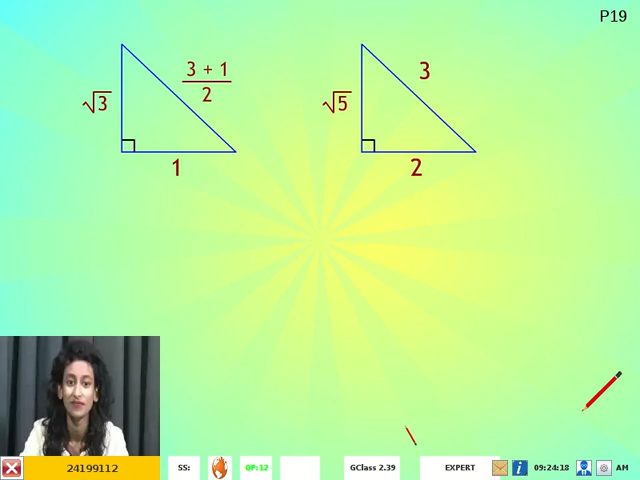 P19
√3
3 + 1
2
1
√5
3
2
24199112
SS:
QF:12
GClass 2.39
EXPERT
i
09:24:18
AM